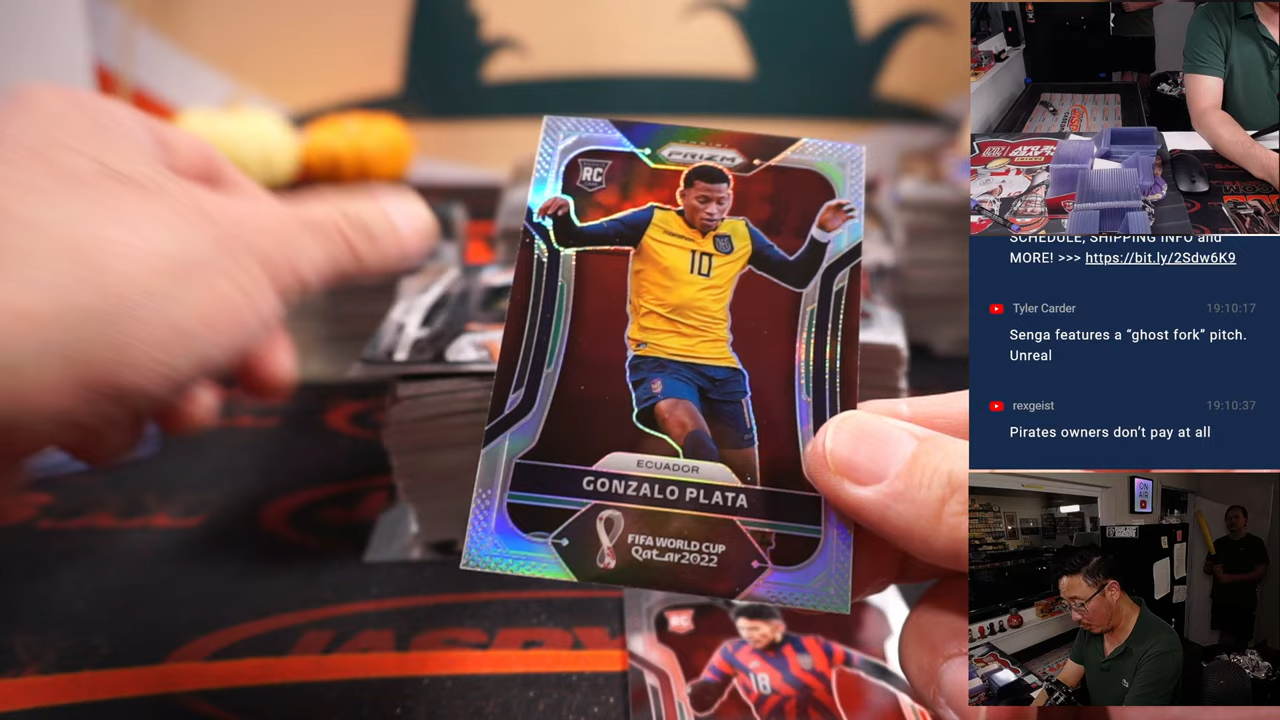 PANINI
PRIZM
RC
10
ECUADOR
GONZALO PLATA
FIFA WORLD CUP
Qatar2022
RC
18
JASPY
SCHEDULE, SHIPPING INFO and
MORE! >>> https://bit.ly/2Sdw6K9
Tyler Carder 19:10:17
Senga features a “ghost fork” pitch.
Unreal
rexgeist 19:10:37
Pirates owners don’t pay at all
ON
AIR